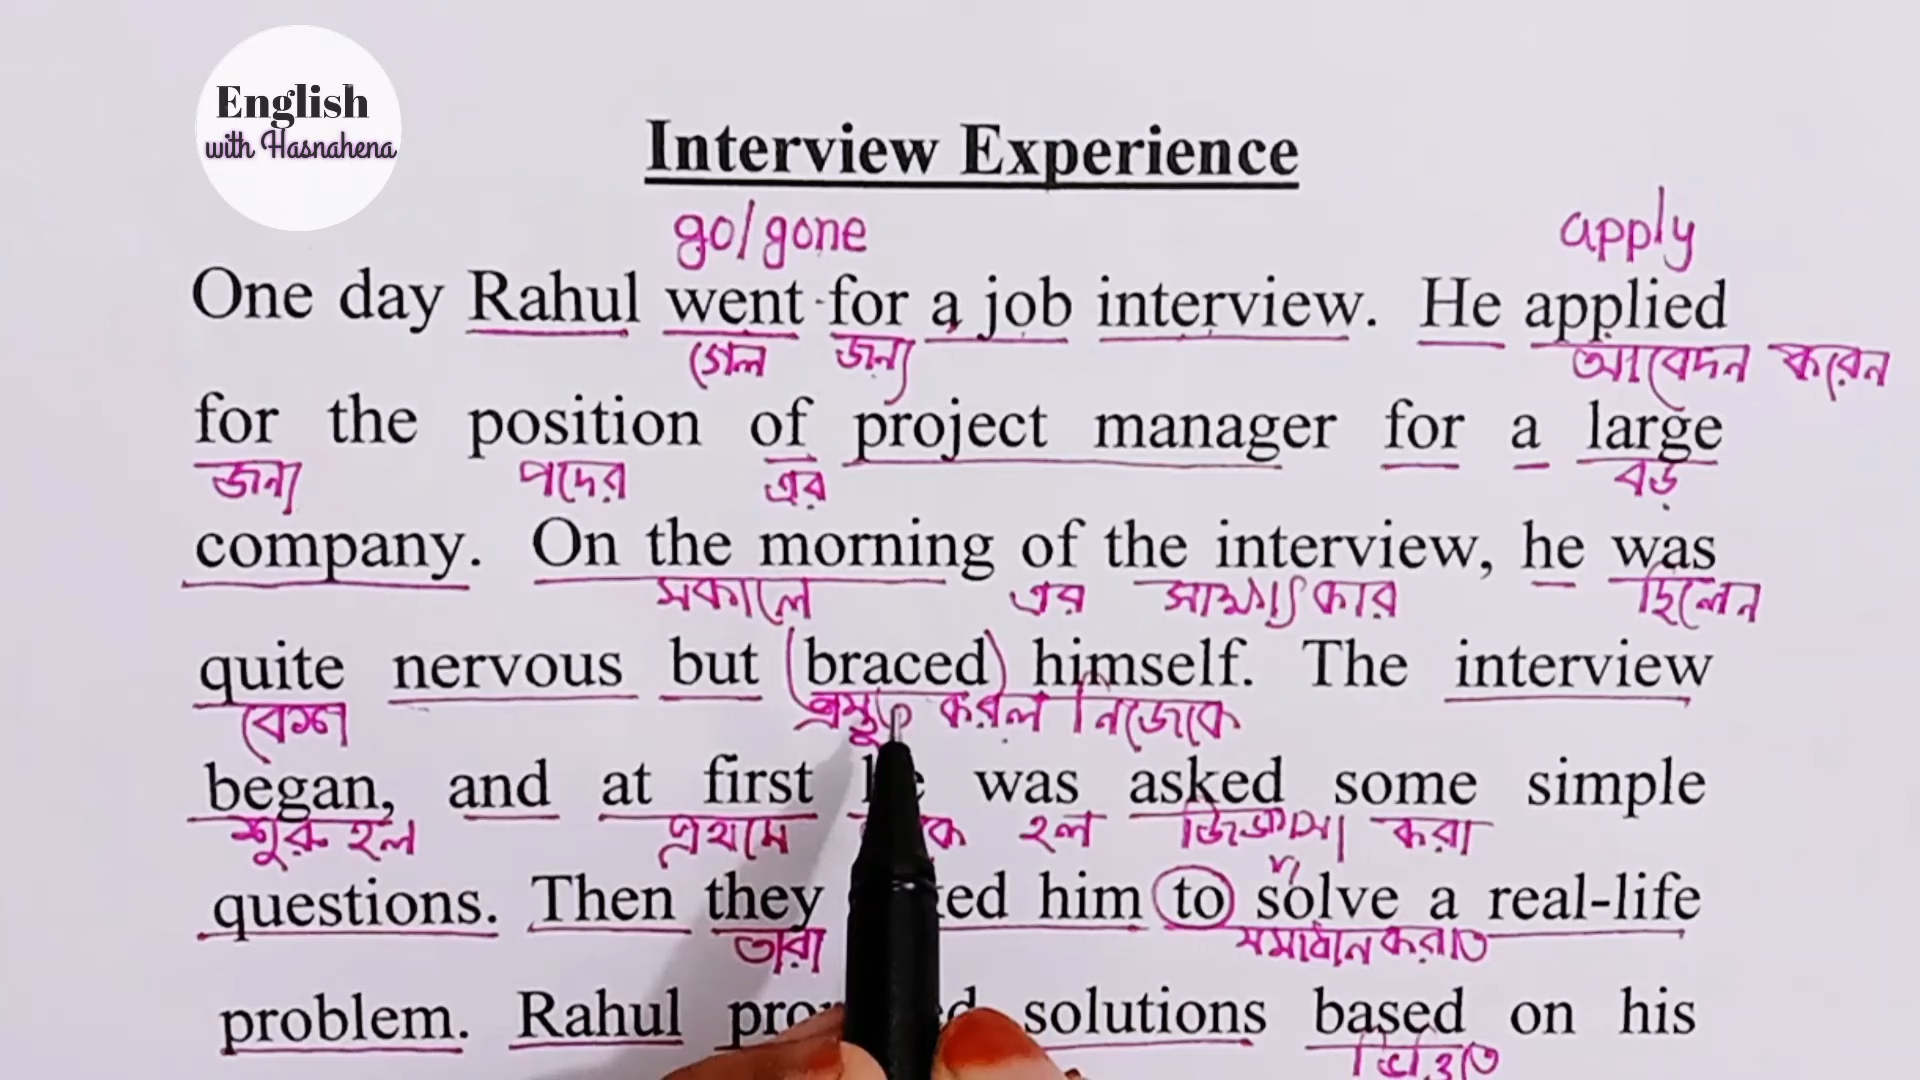 English
with Hasnahena
Interview Experience
go/gone apply
One day Rahul went for a job interview. He applied
গেল জন্য আবেদন করেন
for the position of project manager for a large
জন্য পদের এর বড়
company. On the morning of the interview, he was
সকালে এর সাক্ষাৎকার ছিলেন
quite nervous but (braced) himself. The interview
বেশ প্রস্তুত করল নিজেকে
began, and at first was asked some simple
শুরু হল প্রথমে হল জিজ্ঞাসা করা
questions. Then they him to solve a real-life
তারা সমাধান করতে
problem. Rahul solutions based on his
ভিত্তিতে